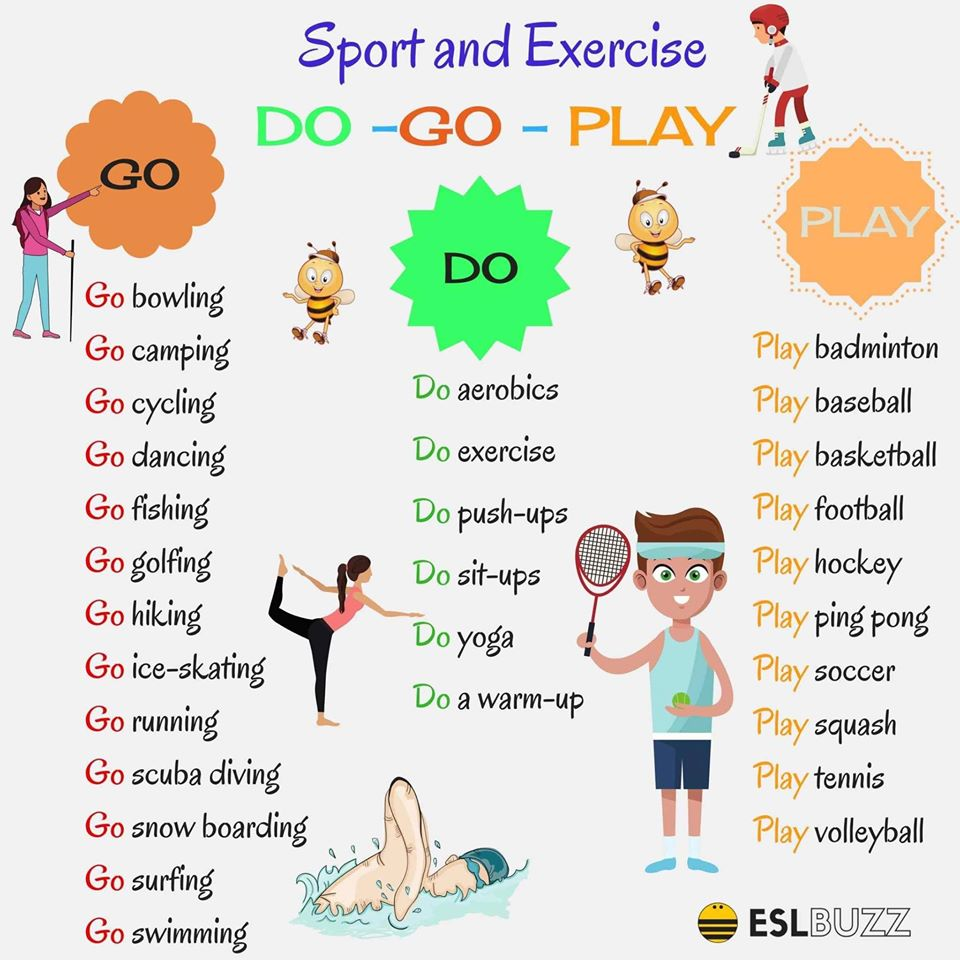 Sport and Exercise
DO - GO - PLAY
GO
Go bowling
Go camping
Go cycling
Go dancing
Go fishing
Go golfing
Go hiking
Go ice-skating
Go running
Go scuba diving
Go snow boarding
Go surfing
Go swimming
DO
Do aerobics
Do exercise
Do push-ups
Do sit-ups
Do yoga
Do a warm-up
PLAY
Play badminton
Play baseball
Play basketball
Play football
Play hockey
Play ping pong
Play soccer
Play squash
Play tennis
Play volleyball
ESLBUZZ